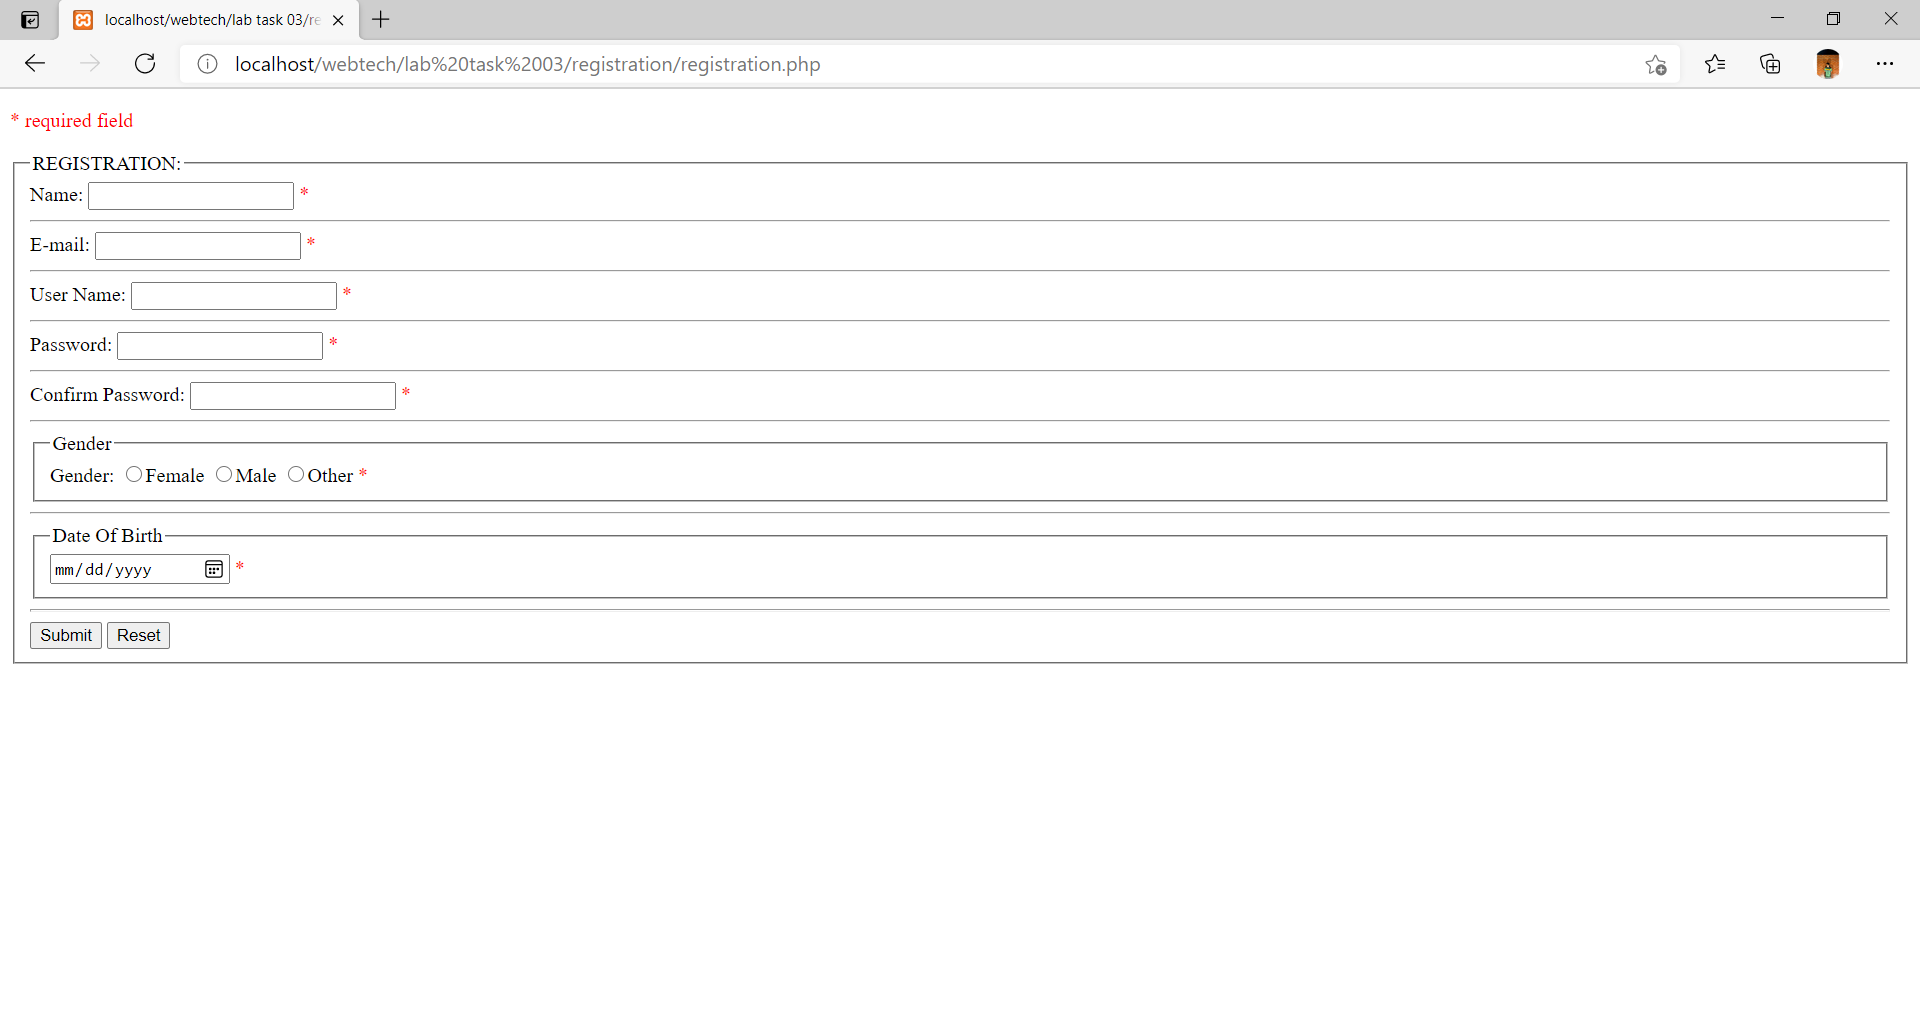 localhost/webtech/lab task 03/re
localhost/webtech/lab%20task%2003/registration/registration.php
* required field
REGISTRATION:
Name: *
E-mail: *
User Name: *
Password: *
Confirm Password: *
Gender
Gender: Female Male Other *
Date Of Birth
mm/dd/yyyy *
Submit Reset